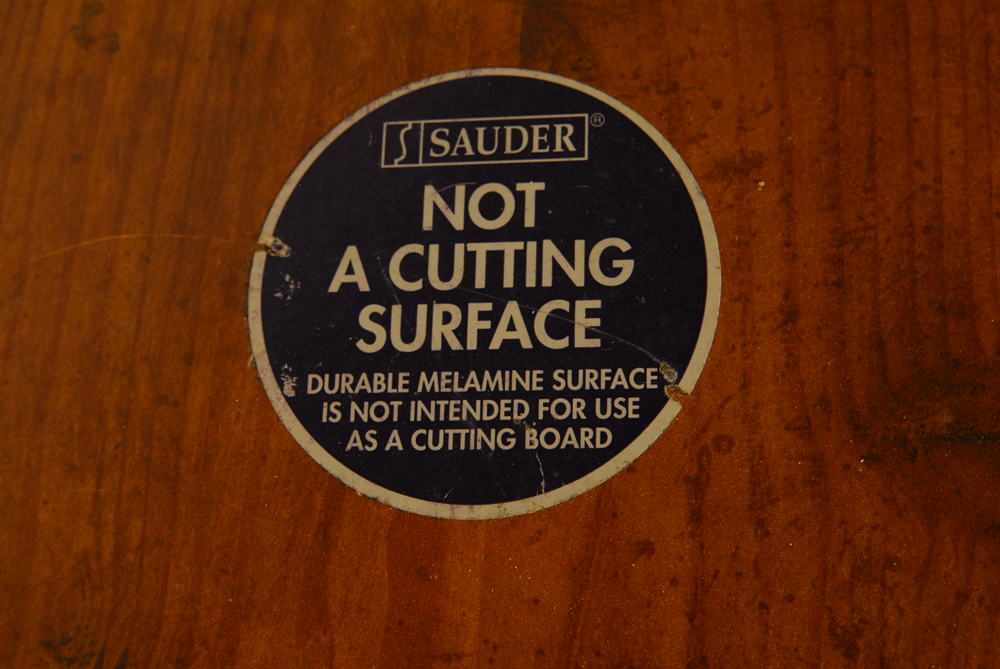 SAUDER®
NOT
A CUTTING
SURFACE
DURABLE MELAMINE SURFACE
IS NOT INTENDED FOR USE
AS A CUTTING BOARD